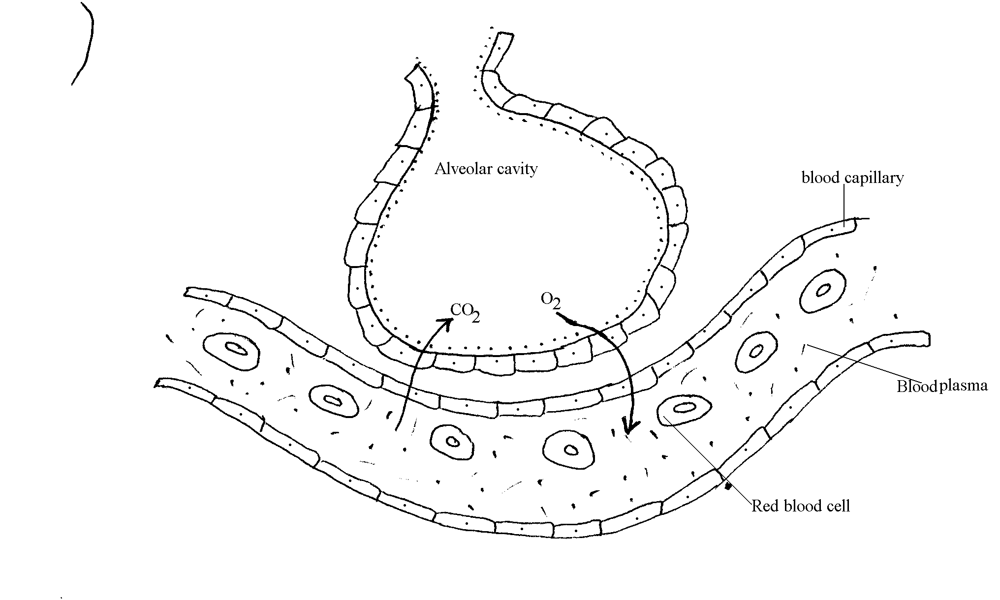 Alveolar cavity
blood capillary
CO2
O2
Blood plasma
Red blood cell